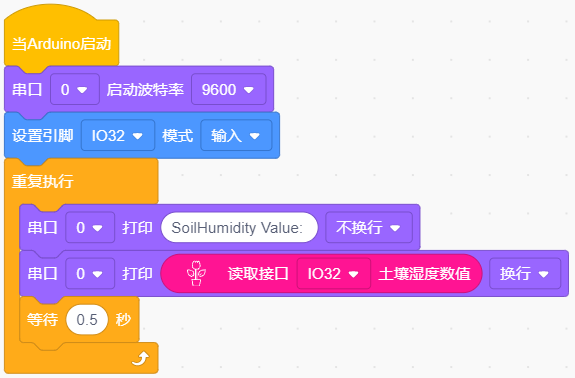 当Arduino启动
串口 0 启动波特率 9600
设置引脚 IO32 模式 输入
重复执行
串口 0 打印 SoilHumidity Value: 不换行
串口 0 打印 读取接口 IO32 土壤湿度数值 换行
等待 0.5 秒